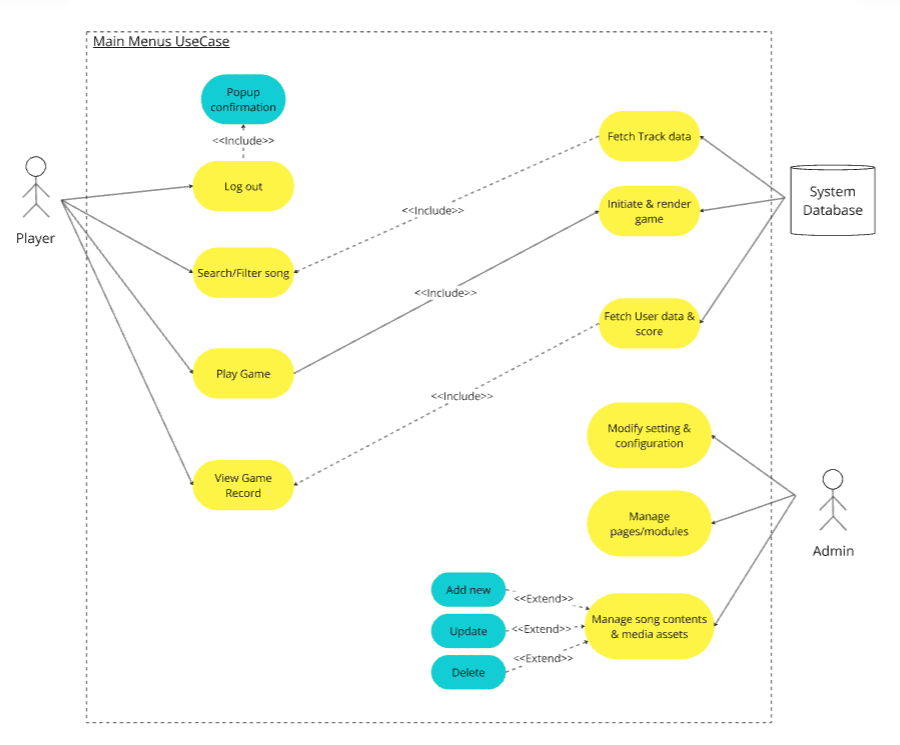 Main Menus UseCase
Popup
confirmation
<<Include>>
Log out
Player
Search/Filter song
Play Game
View Game
Record
<<Include>>
<<Include>>
<<Include>>
Fetch Track data
Initiate & render
game
Fetch User data &
score
System
Database
Modify setting &
configuration
Manage
pages/modules
Manage song contents
& media assets
Admin
Add new
<<Extend>>
Update
<<Extend>>
Delete
<<Extend>>